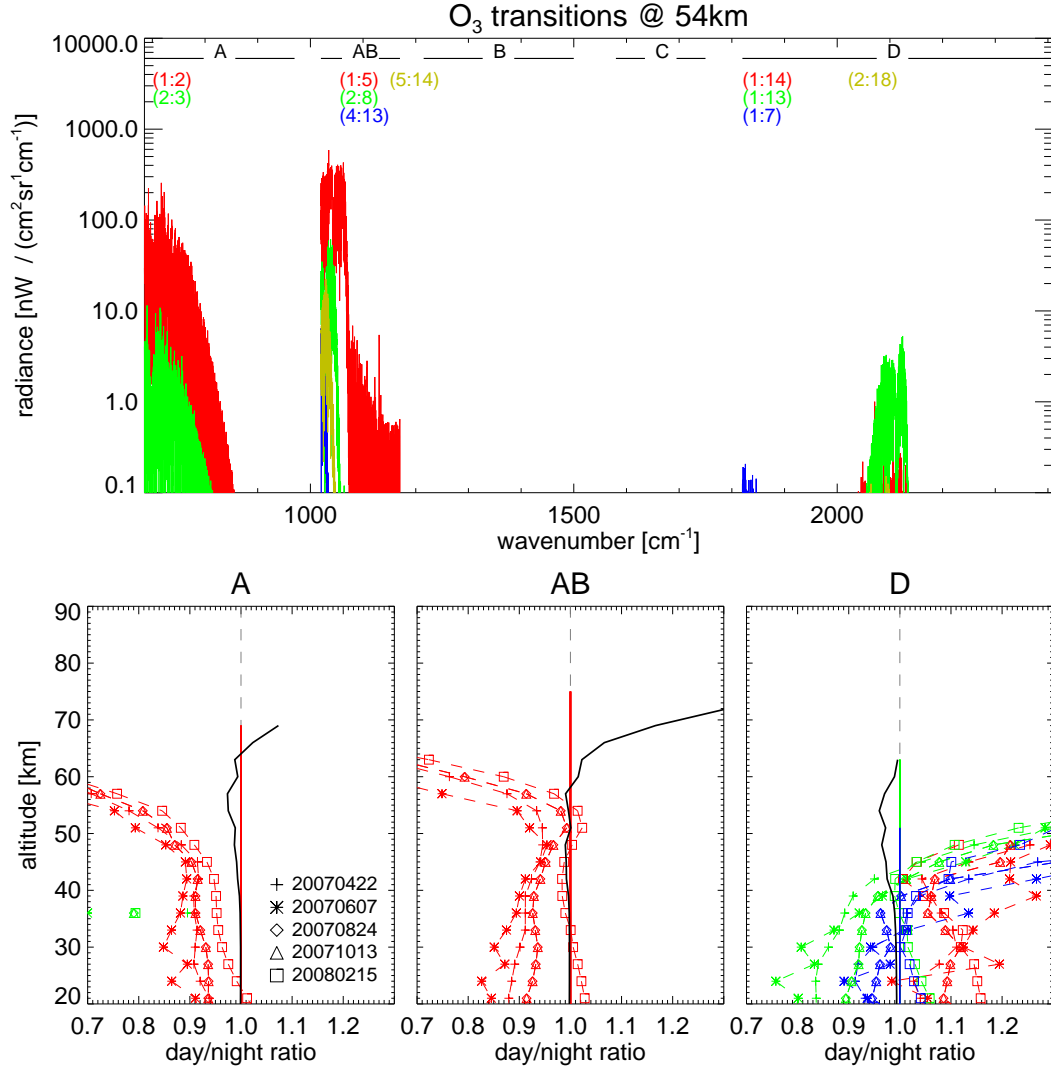 O3 transitions @ 54km
A AB B C D
(1:2) (1:5) (5:14) (1:14) (2:18)
(2:3) (2:8) (1:13)
(4:13) (1:7)
10000.0
1000.0
100.0
10.0
1.0
0.1
radiance [nW / (cm2sr1cm-1)]
1000 1500 2000
wavenumber [cm-1]
A AB D
90
80
70
60
50
40
30
20
altitude [km]
+ 20070422
20070607
20070824
20071013
20080215
0.7 0.8 0.9 1.0 1.1 1.2 0.7 0.8 0.9 1.0 1.1 1.2 0.7 0.8 0.9 1.0 1.1 1.2
day/night ratio day/night ratio day/night ratio